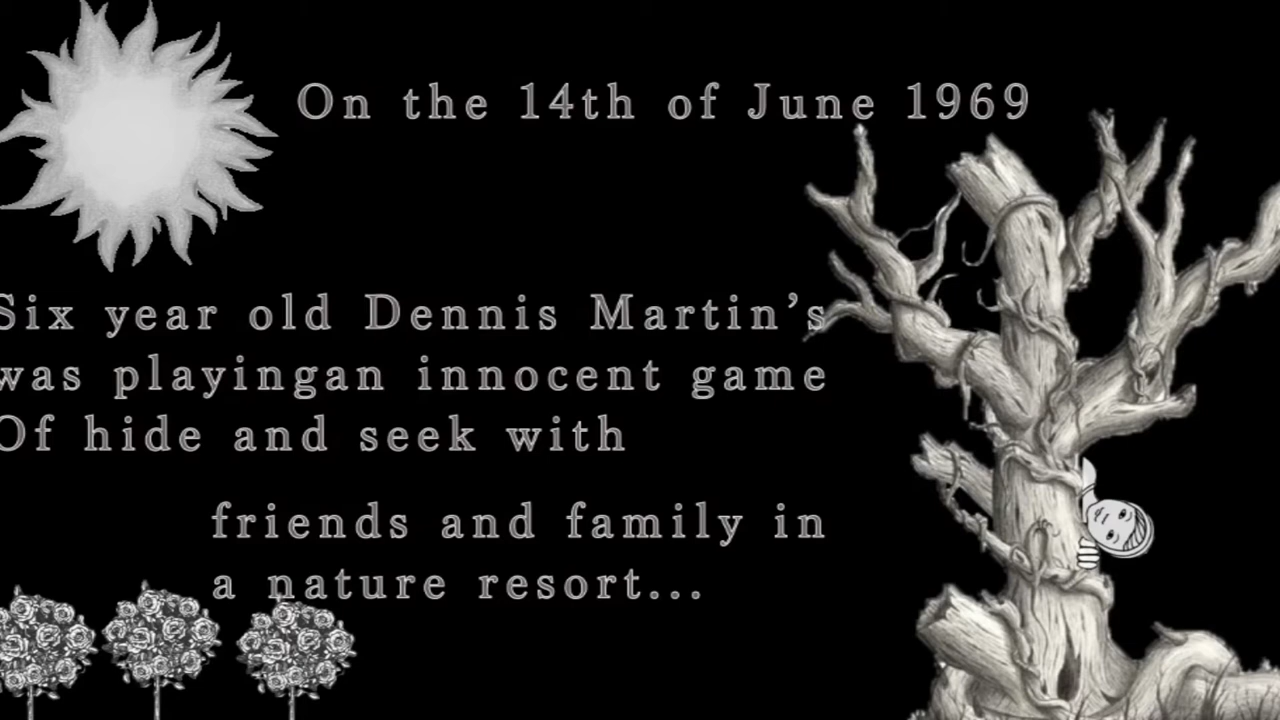 On the 14th of June 1969
Six year old Dennis Martin’s
was playingan innocent game
Of hide and seek with
friends and family in
a nature resort...